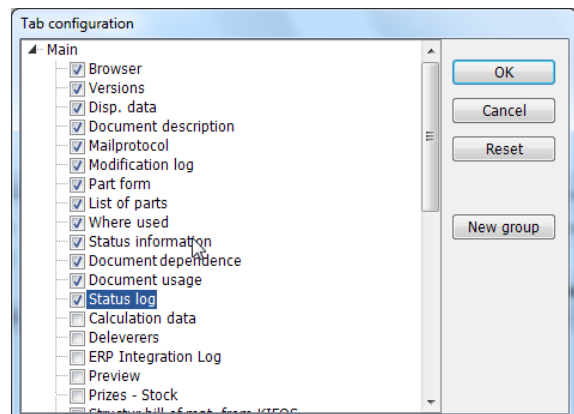 Tab configuration
Main
Browser
Versions
Disp. data
Document description
Mailprotocol
Modification log
Part form
List of parts
Where used
Status information
Document dependence
Document usage
Status log
Calculation data
Deleverers
ERP Integration Log
Preview
Prizes - Stock
OK
Cancel
Reset
New group